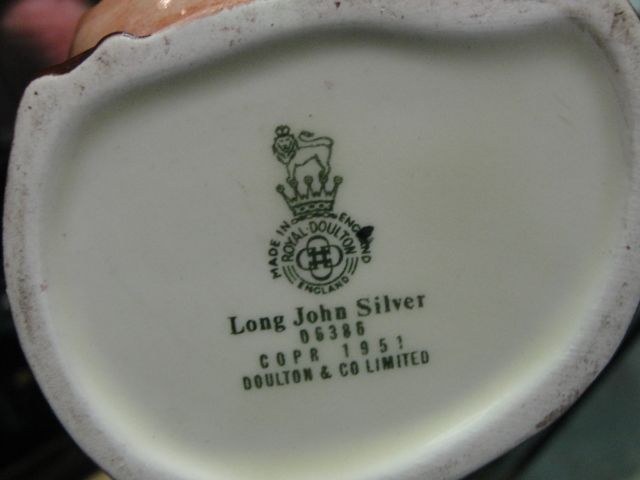 MADE IN ENGLAND
ROYAL DOULTON
ENGLAND
Long John Silver
D6386
COPR 1951
DOULTON & CO LIMITED